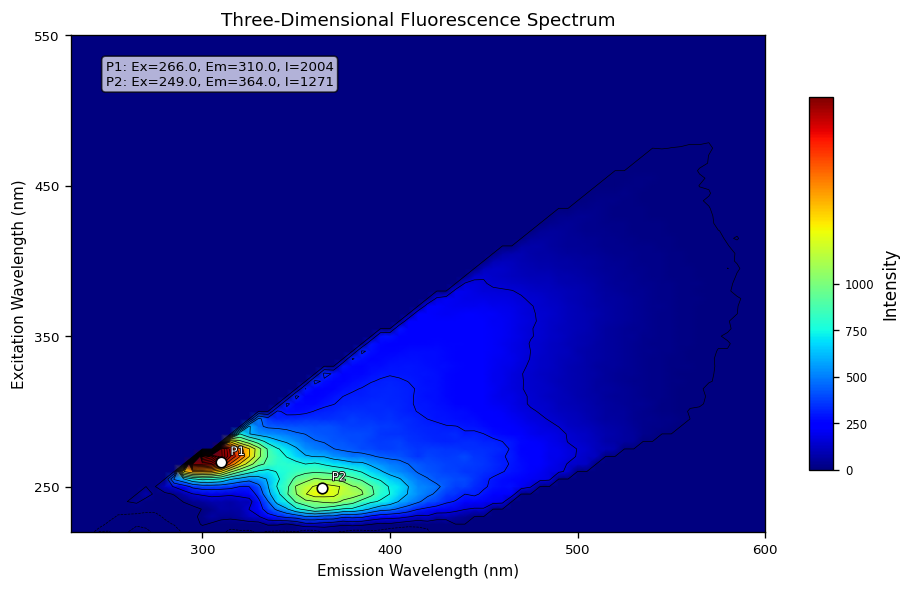 Three-Dimensional Fluorescence Spectrum
550
P1: Ex=266.0, Em=310.0, I=2004
P2: Ex=249.0, Em=364.0, I=1271
450
350
250
Excitation Wavelength (nm)
P1
P2
300
400
500
600
Emission Wavelength (nm)
1000
750
500
250
0
Intensity